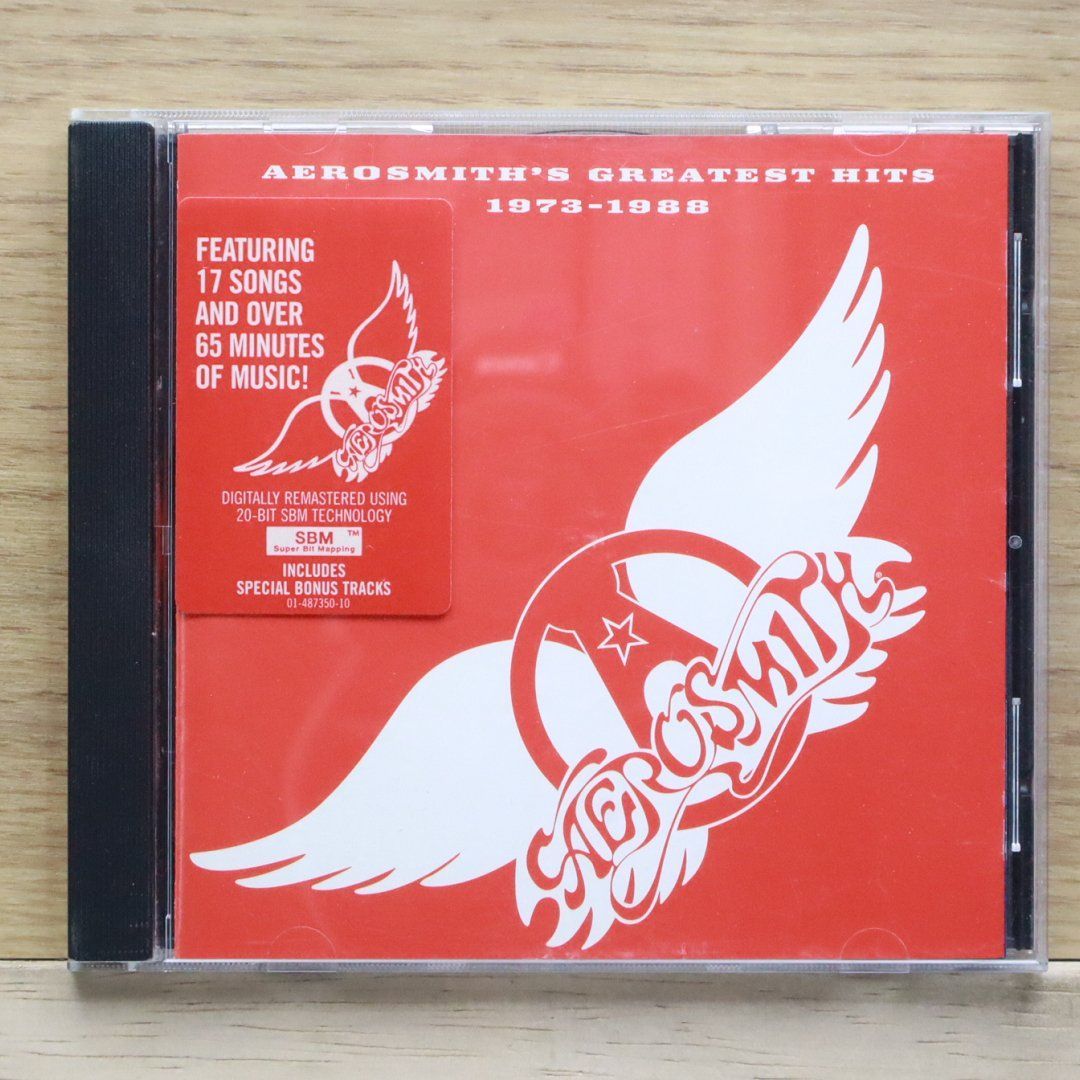 AEROSMITH'S GREATEST HITS
1973-1988
FEATURING
17 SONGS
AND OVER
65 MINUTES
OF MUSIC!
AEROSMITH
DIGITALLY REMASTERED USING
20-BIT SBM TECHNOLOGY
SBM™
Super Bit Mapping
INCLUDES
SPECIAL BONUS TRACKS
01-487350-10
AEROSMITH®